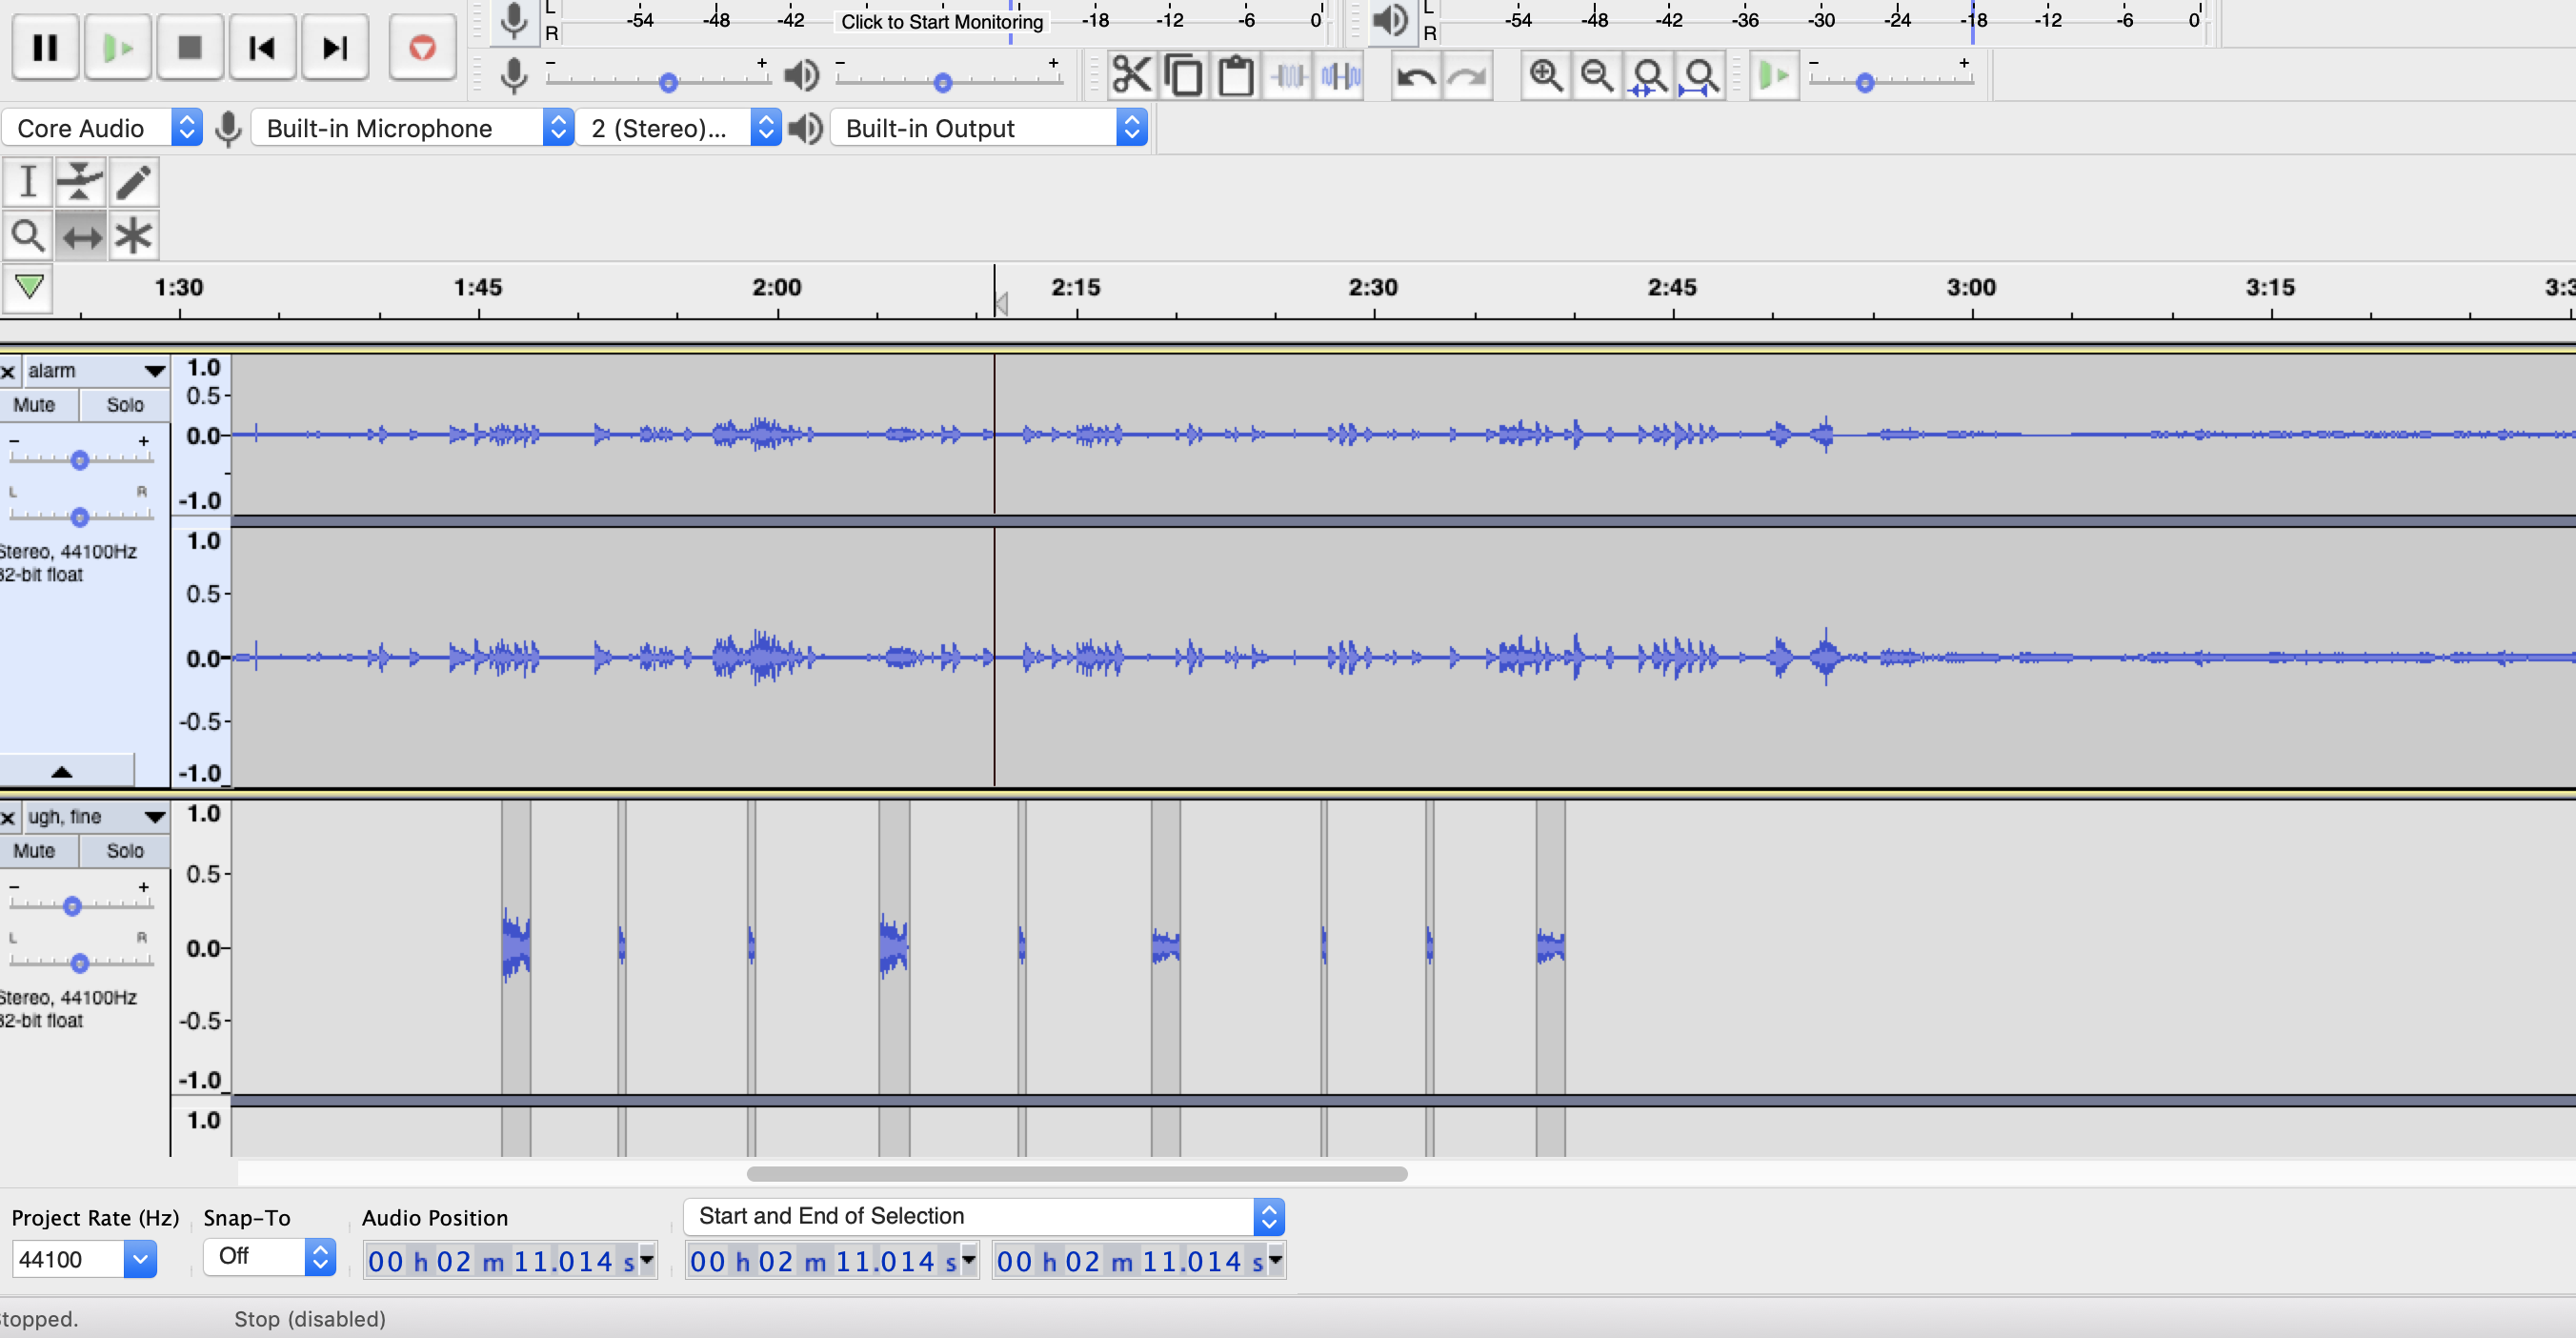 L -54 -48 -42 Click to Start Monitoring -18 -12 -6 0 L -54 -48 -42 -36 -30 -24 -18 -12 -6 0
R R
- + - + - +
Core Audio Built-in Microphone 2 (Stereo)... Built-in Output
1:30 1:45 2:00 2:15 2:30 2:45 3:00 3:15
x alarm
Mute Solo
- +
L R
Stereo, 44100Hz
32-bit float
1.0
0.5
0.0
-1.0
1.0
0.5
0.0
-0.5
-1.0
x ugh, fine
Mute Solo
- +
L R
Stereo, 44100Hz
32-bit float
1.0
0.5
0.0
-0.5
-1.0
1.0
Project Rate (Hz) Snap-To Audio Position Start and End of Selection
44100 Off 00 h 02 m 11.014 s 00 h 02 m 11.014 s 00 h 02 m 11.014 s
topped. Stop (disabled)